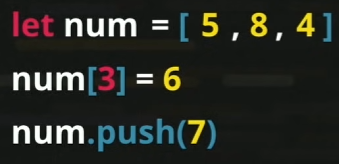 let num = [ 5 , 8 , 4 ]
num[3] = 6
num.push(7)